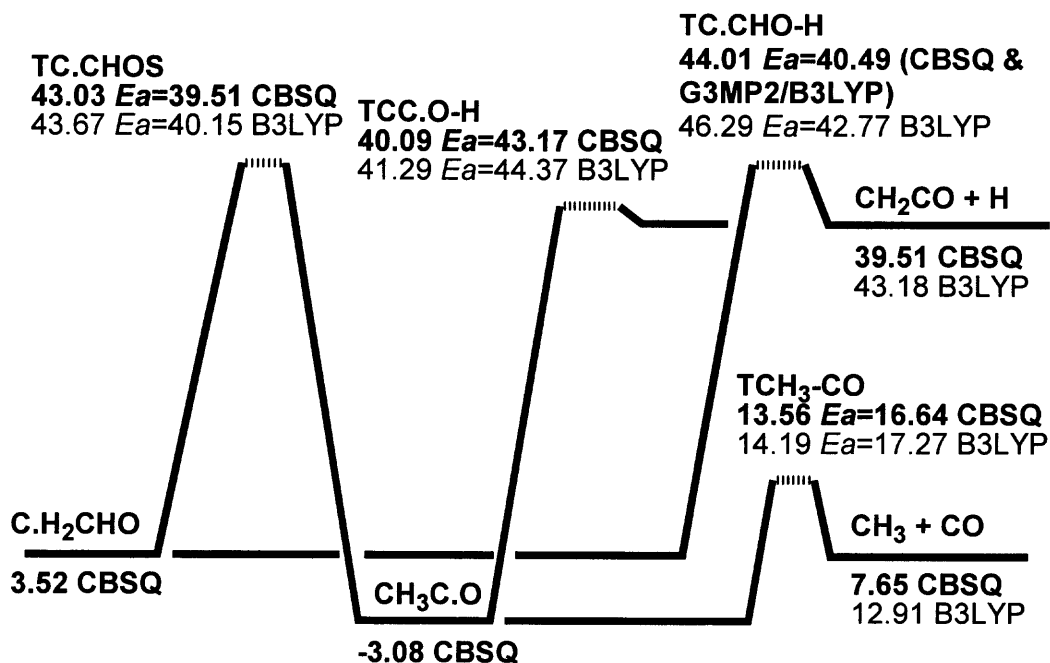 TC.CHOS
43.03 Ea=39.51 CBSQ
43.67 Ea=40.15 B3LYP
TCC.O-H
40.09 Ea=43.17 CBSQ
41.29 Ea=44.37 B3LYP
TC.CHO-H
44.01 Ea=40.49 (CBSQ &
G3MP2/B3LYP)
46.29 Ea=42.77 B3LYP
CH₂CO + H
39.51 CBSQ
43.18 B3LYP
TCH₃-CO
13.56 Ea=16.64 CBSQ
14.19 Ea=17.27 B3LYP
C.H₂CHO
3.52 CBSQ
CH₃C.O
-3.08 CBSQ
CH₃ + CO
7.65 CBSQ
12.91 B3LYP